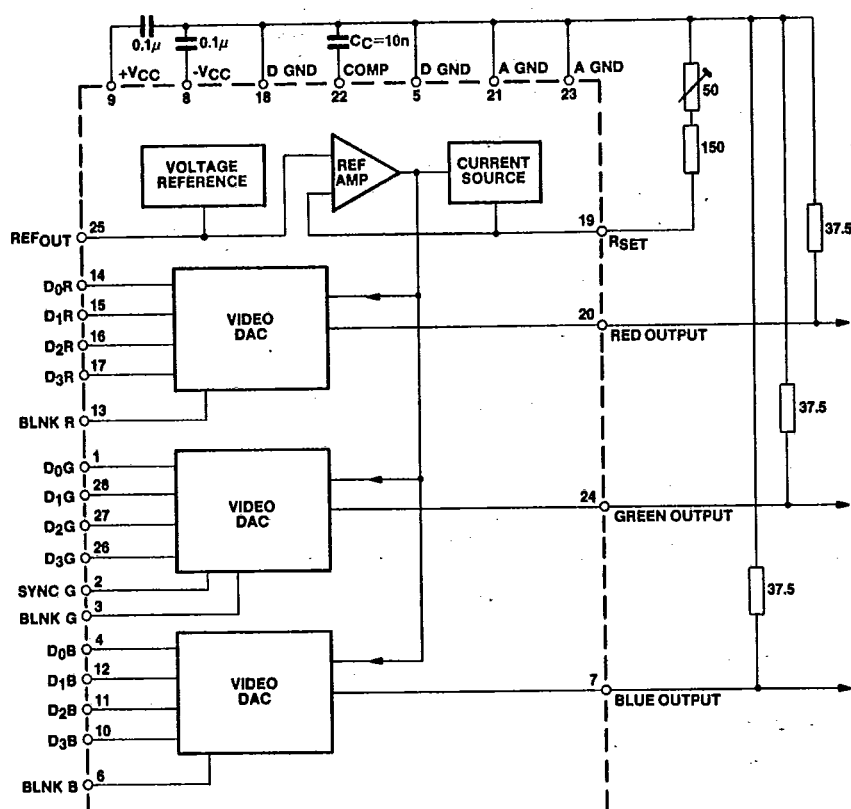 0.1µ
0.1µ
CC=10n
+VCC
-VCC
D GND
COMP
D GND
A GND
A GND
9
8
18
22
5
21
23
50
150
VOLTAGE
REFERENCE
REF
AMP
CURRENT
SOURCE
25
REFOUT
19
RSET
37.5
D0R
14
D1R
15
D2R
16
D3R
17
VIDEO
DAC
20
RED OUTPUT
BLNK R
13
37.5
D0G
1
D1G
28
D2G
27
D3G
26
VIDEO
DAC
24
GREEN OUTPUT
SYNC G
2
BLNK G
3
37.5
D0B
4
D1B
12
D2B
11
D3B
10
VIDEO
DAC
7
BLUE OUTPUT
BLNK B
6